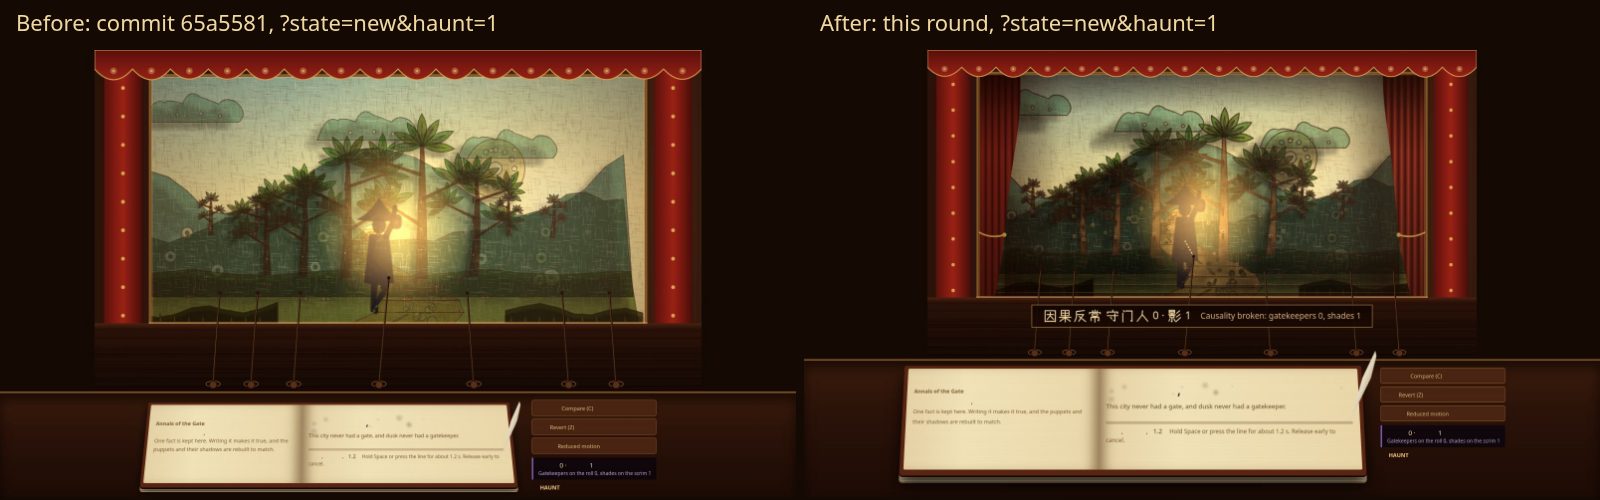 Before: commit 65a5581, ?state=new&haunt=1
Annals of the Gate
One fact is kept here. Writing it makes it true, and the
puppets and their shadows are rebuilt to match.
This city never had a gate, and dusk never had a gatekeeper.
1.2 Hold Space or press the line for about 1.2 s. Release early to
cancel.
Compare (C)
Revert (Z)
Reduced motion
0 · 1
Gatekeepers on the roll 0, shades on the scrim 1
HAUNT
After: this round, ?state=new&haunt=1
因果反常 守门人 0 · 影 1 Causality broken: gatekeepers 0, shades 1
Annals of the Gate
One fact is kept here. Writing it makes it true, and the puppets and
their shadows are rebuilt to match.
This city never had a gate, and dusk never had a gatekeeper.
1.2 Hold Space or press the line for about 1.2 s. Release early to
cancel.
Compare (C)
Revert (Z)
Reduced motion
0 · 1
Gatekeepers on the roll 0, shades on the scrim 1
HAUNT